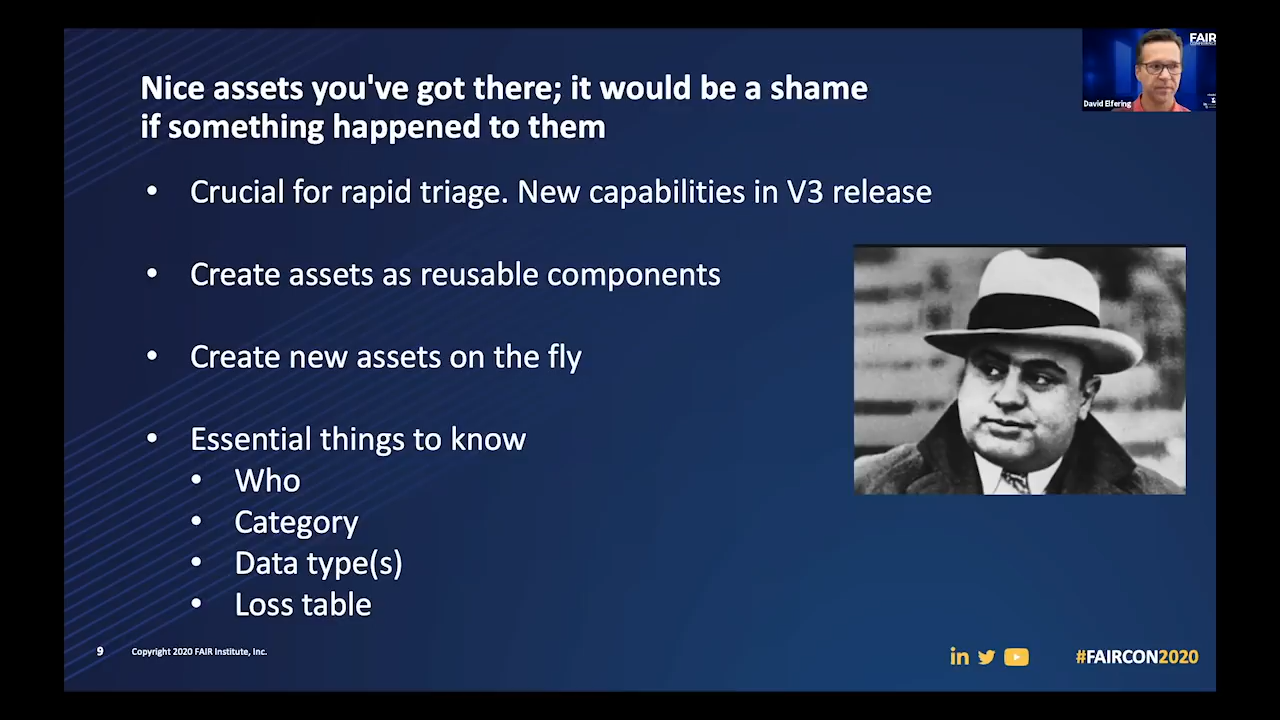 Nice assets you've got there; it would be a shame
if something happened to them
• Crucial for rapid triage. New capabilities in V3 release
• Create assets as reusable components
• Create new assets on the fly
• Essential things to know
• Who
• Category
• Data type(s)
• Loss table
9 Copyright 2020 FAIR Institute, Inc.
in #FAIRCON2020
FAIR
David Elfering